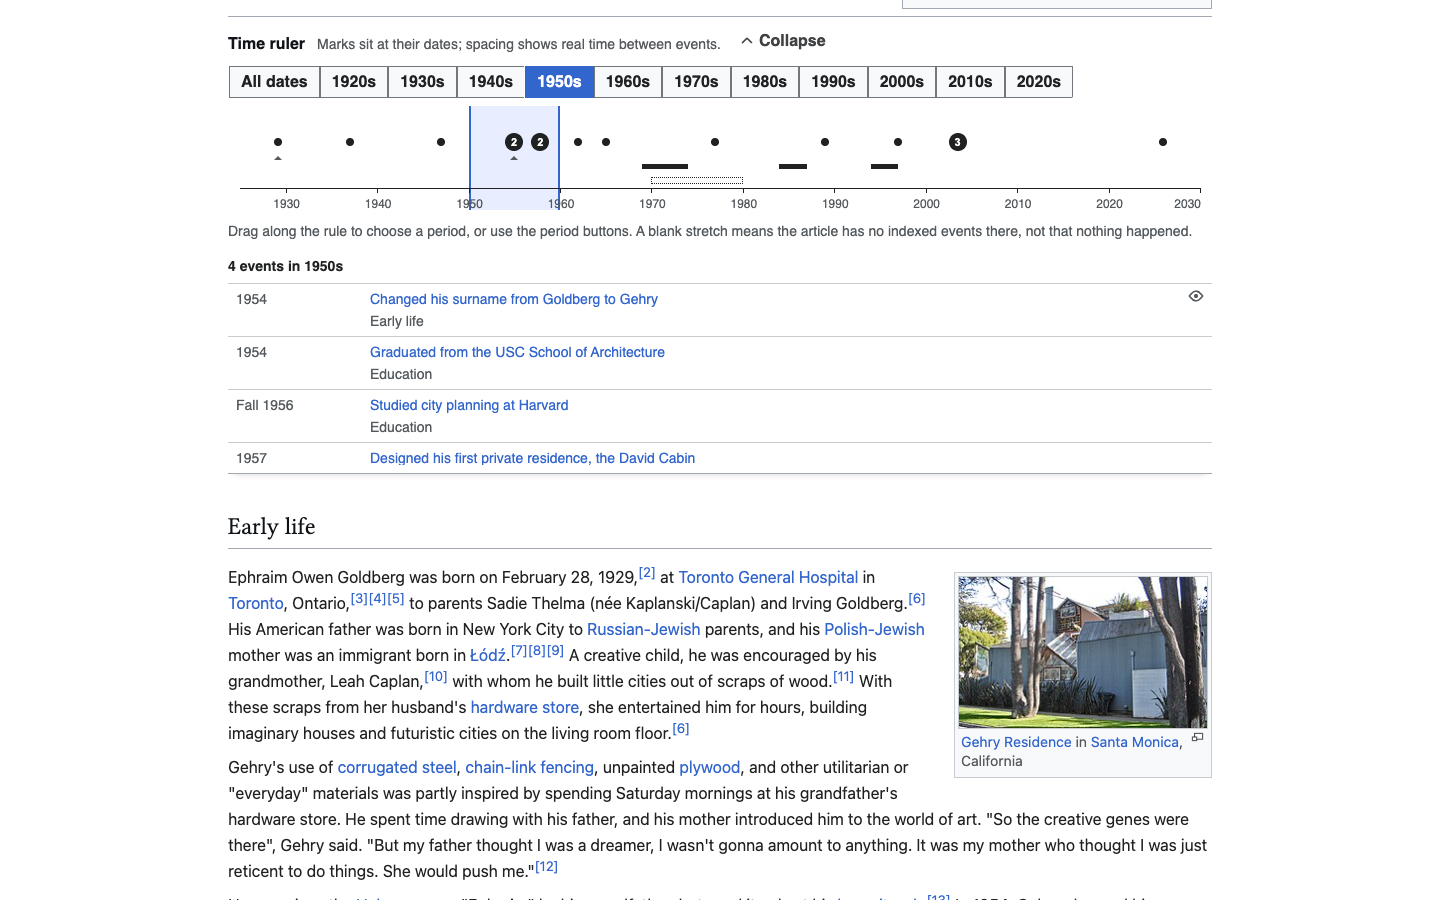 Time ruler Marks sit at their dates; spacing shows real time between events. Collapse
All dates 1920s 1930s 1940s 1950s 1960s 1970s 1980s 1990s 2000s 2010s 2020s
2 2 3
1930 1940 1950 1960 1970 1980 1990 2000 2010 2020 2030
Drag along the rule to choose a period, or use the period buttons. A blank stretch means the article has no indexed events there, not that nothing happened.
4 events in 1950s
1954 Changed his surname from Goldberg to Gehry
Early life
1954 Graduated from the USC School of Architecture
Education
Fall 1956 Studied city planning at Harvard
Education
1957 Designed his first private residence, the David Cabin
Early life
Ephraim Owen Goldberg was born on February 28, 1929,[2] at Toronto General Hospital in
Toronto, Ontario,[3][4][5] to parents Sadie Thelma (née Kaplanski/Caplan) and Irving Goldberg.[6]
His American father was born in New York City to Russian-Jewish parents, and his Polish-Jewish
mother was an immigrant born in Łódź.[7][8][9] A creative child, he was encouraged by his
grandmother, Leah Caplan,[10] with whom he built little cities out of scraps of wood.[11] With
these scraps from her husband's hardware store, she entertained him for hours, building
imaginary houses and futuristic cities on the living room floor.[6]
Gehry Residence in Santa Monica,
California
Gehry's use of corrugated steel, chain-link fencing, unpainted plywood, and other utilitarian or
"everyday" materials was partly inspired by spending Saturday mornings at his grandfather's
hardware store. He spent time drawing with his father, and his mother introduced him to the world of art. "So the creative genes were
there", Gehry said. "But my father thought I was a dreamer, I wasn't gonna amount to anything. It was my mother who thought I was just
reticent to do things. She would push me."[12]